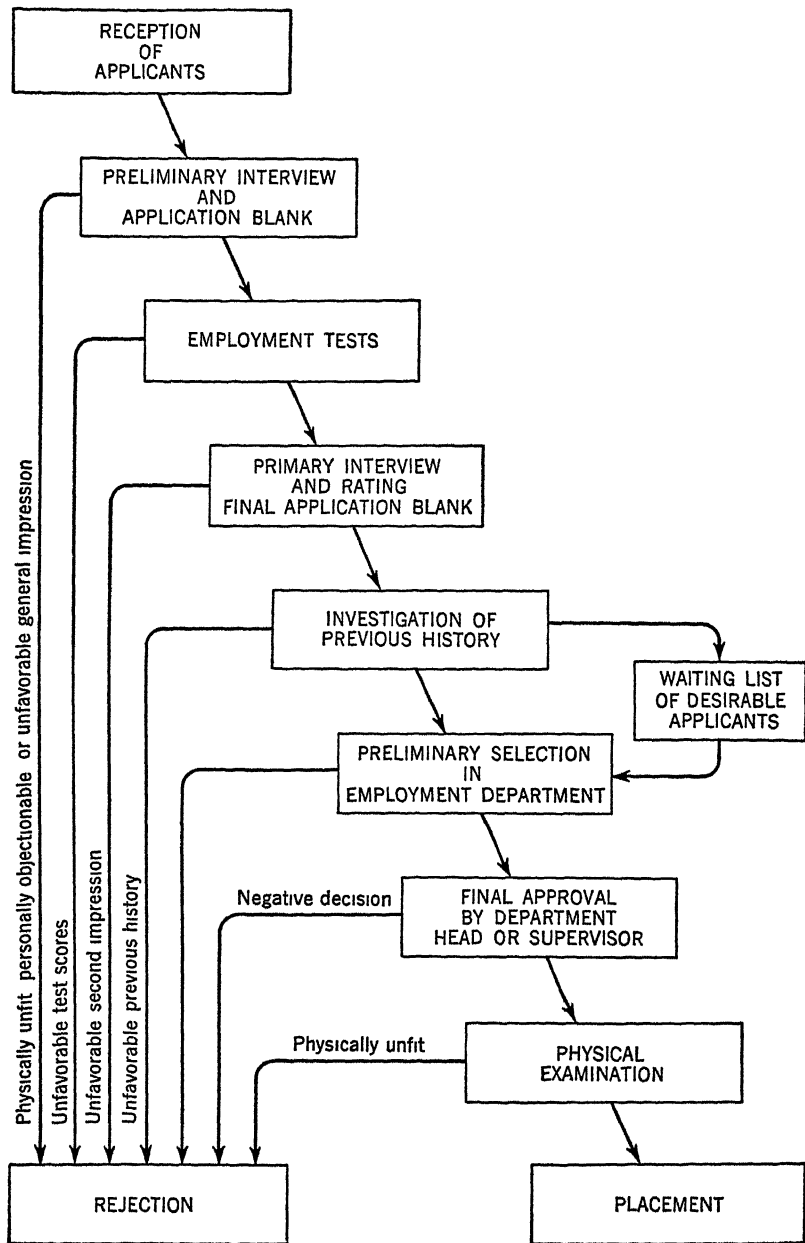 RECEPTION
OF
APPLICANTS
PRELIMINARY INTERVIEW
AND
APPLICATION BLANK
EMPLOYMENT TESTS
PRIMARY INTERVIEW
AND RATING
FINAL APPLICATION BLANK
INVESTIGATION OF
PREVIOUS HISTORY
WAITING LIST
OF DESIRABLE
APPLICANTS
PRELIMINARY SELECTION
IN
EMPLOYMENT DEPARTMENT
Negative decision
FINAL APPROVAL
BY DEPARTMENT
HEAD OR SUPERVISOR
Physically unfit
PHYSICAL
EXAMINATION
Physically unfit personally objectionable or unfavorable general impression
Unfavorable test scores
Unfavorable second impression
Unfavorable previous history
REJECTION
PLACEMENT